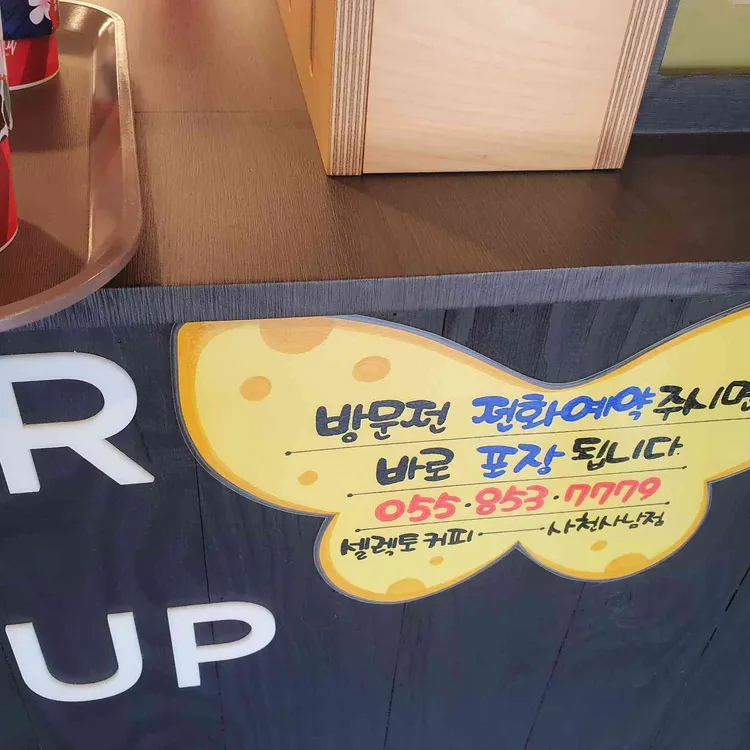 방문전 전화예약 주시면
바로 포장 됩니다
055·853·7779
셀렉토커피 사천사남점
R
UP